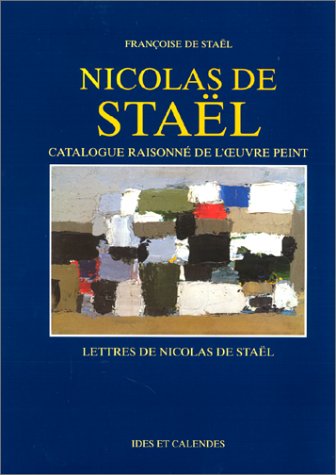 FRANÇOISE DE STAËL
NICOLAS DE
STAËL
CATALOGUE RAISONNÉ DE L'ŒUVRE PEINT
LETTRES DE NICOLAS DE STAËL
IDES ET CALENDES